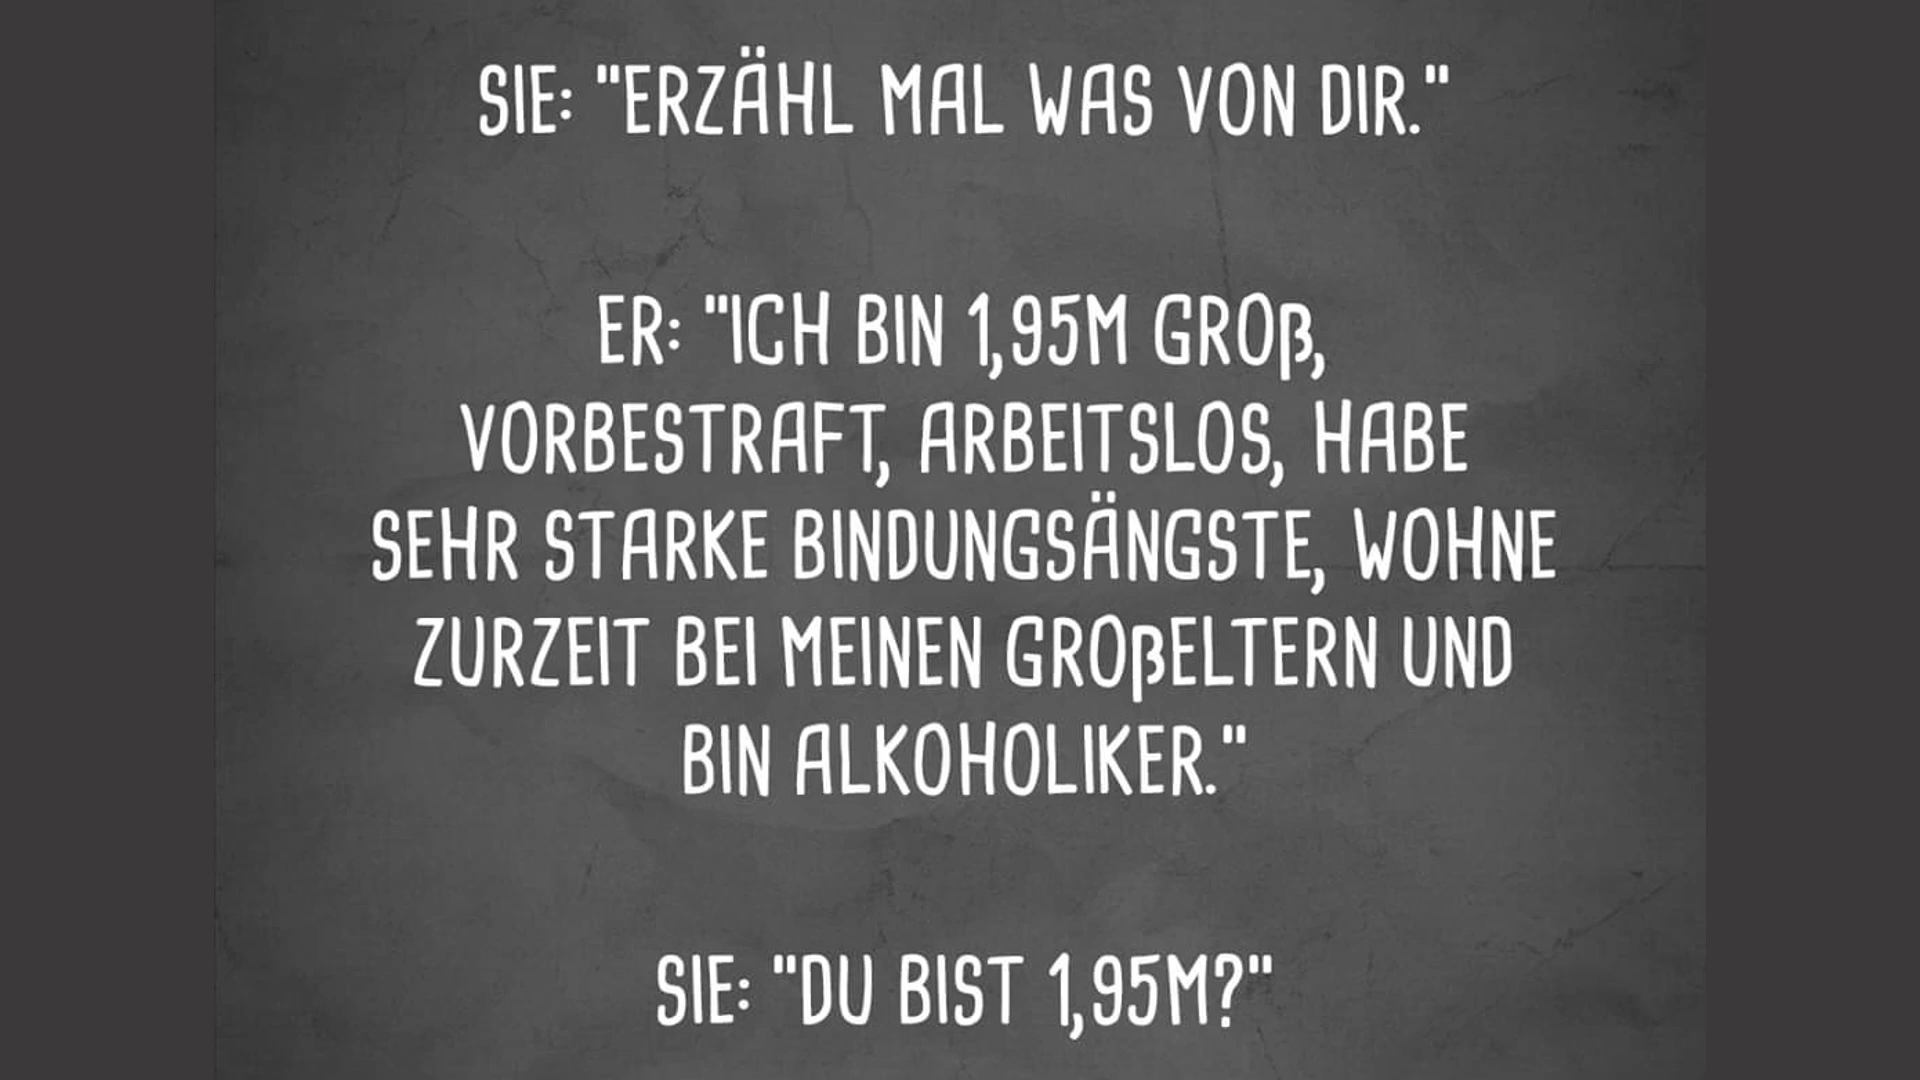 SIE: "ERZÄHL MAL WAS VON DIR."
ER: "ICH BIN 1,95M GROß,
VORBESTRAFT, ARBEITSLOS, HABE
SEHR STARKE BINDUNGSÄNGSTE, WOHNE
ZURZEIT BEI MEINEN GROßELTERN UND
BIN ALKOHOLIKER."
SIE: "DU BIST 1,95M?"